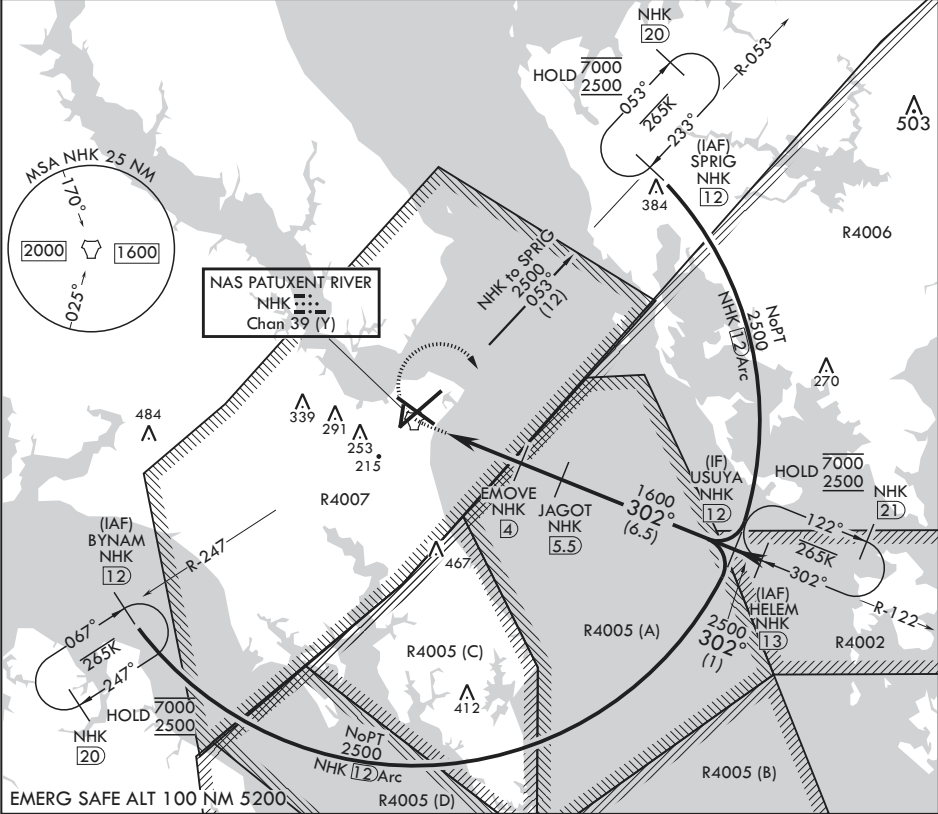 NHK
20
HOLD 7000
2500
053°
265K
233°
R-053
503
(IAF)
SPRIG
NHK
12
384
R4006
MSA NHK 25 NM
170°
2000
1600
025°
NAS PATUXENT RIVER
NHK
Chan 39 (Y)
NHK to SPRIG
2500
053°
(12)
NoPT
2500
NHK 12 Arc
270
484
339
291
253
215
R4007
(IF)
USUYA
NHK
12
HOLD 7000
2500
NHK
21
EMOVE
NHK
4
JAGOT
NHK
5.5
1600
302°
(6.5)
122°
265K
302°
R-122
(IAF)
BYNAM
NHK
12
R-247
467
(IAF)
HELEM
NHK
13
2500
302°
(1)
R4002
067°
265K
247°
R4005 (A)
R4005 (C)
412
HOLD 7000
2500
NHK
20
NoPT
2500
NHK 12 Arc
R4005 (B)
R4005 (D)
EMERG SAFE ALT 100 NM 5200